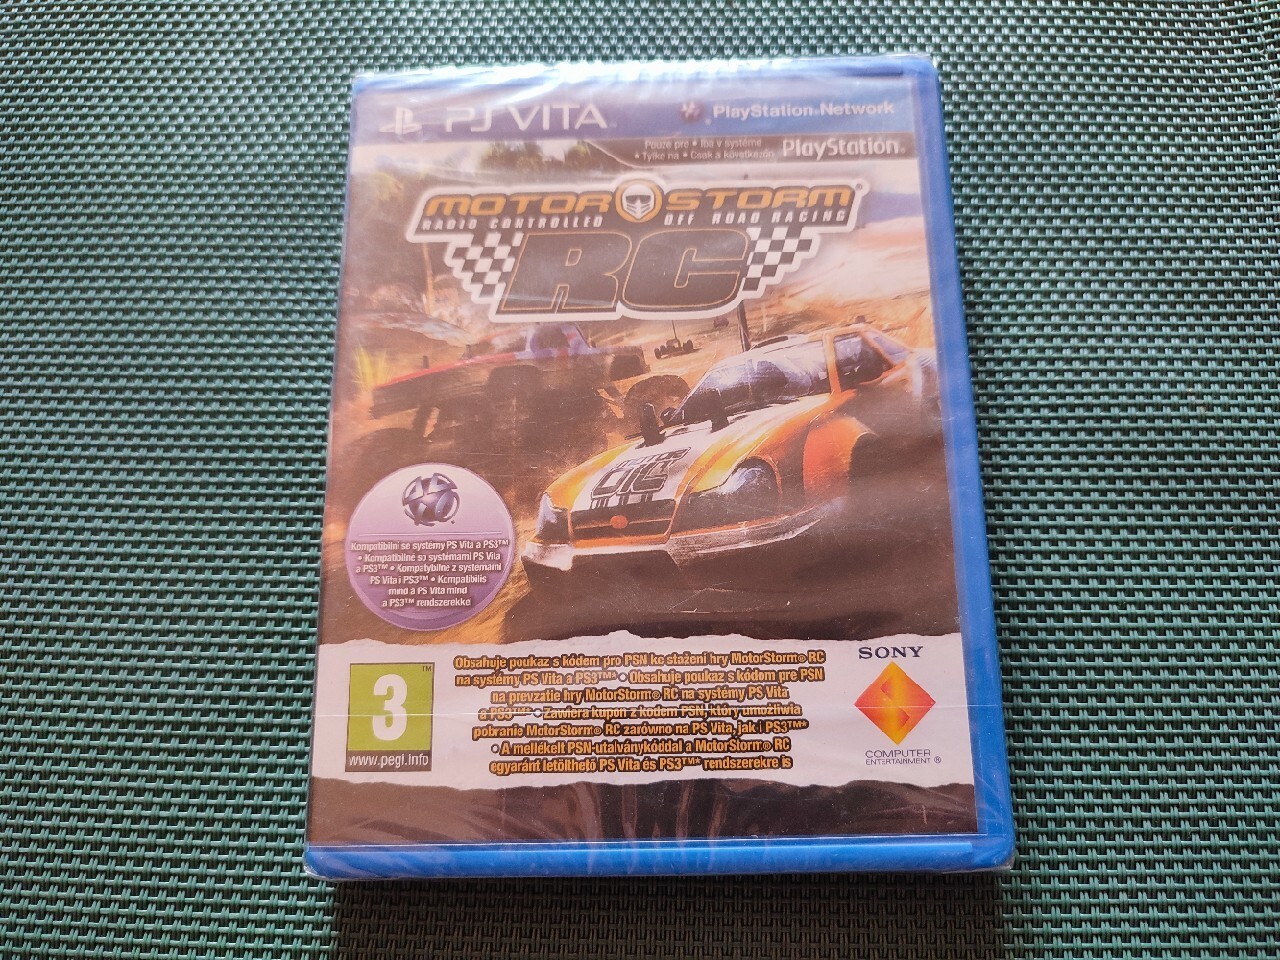 PS VITA
PlayStation®Network
Pouze pro • Iba v systéme
• Tylke na • Csak a következőn
PlayStation®
MOTORSTORM®
RADIO CONTROLLED OFF ROAD RACING
RC
Kompatibilní se systémy PS Vita a PS3™
• Kompatibilné so systémami PS Vita
a PS3™ • Kompatybilne z systemami
PS Vita i PS3™ • Kompatibilis
mind a PS Vita mind
a PS3™ rendszerekkel
Obsahuje poukaz s kódem pro PSN ke stažení hry MotorStorm® RC
na systémy PS Vita a PS3™* • Obsahuje poukaz s kódem pre PSN
na prevzatie hry MotorStorm® RC na systémy PS Vita
a PS3™* • Zawiera kupon z kodem PSN, który umożliwia
pobranie MotorStorm® RC zarówno na PS Vita, jak i PS3™*
• A mellékelt PSN-utalványkóddal a MotorStorm® RC
egyaránt letölthető PS Vita és PS3™* rendszerekre is
3
™
www.pegi.info
SONY
COMPUTER
ENTERTAINMENT ®